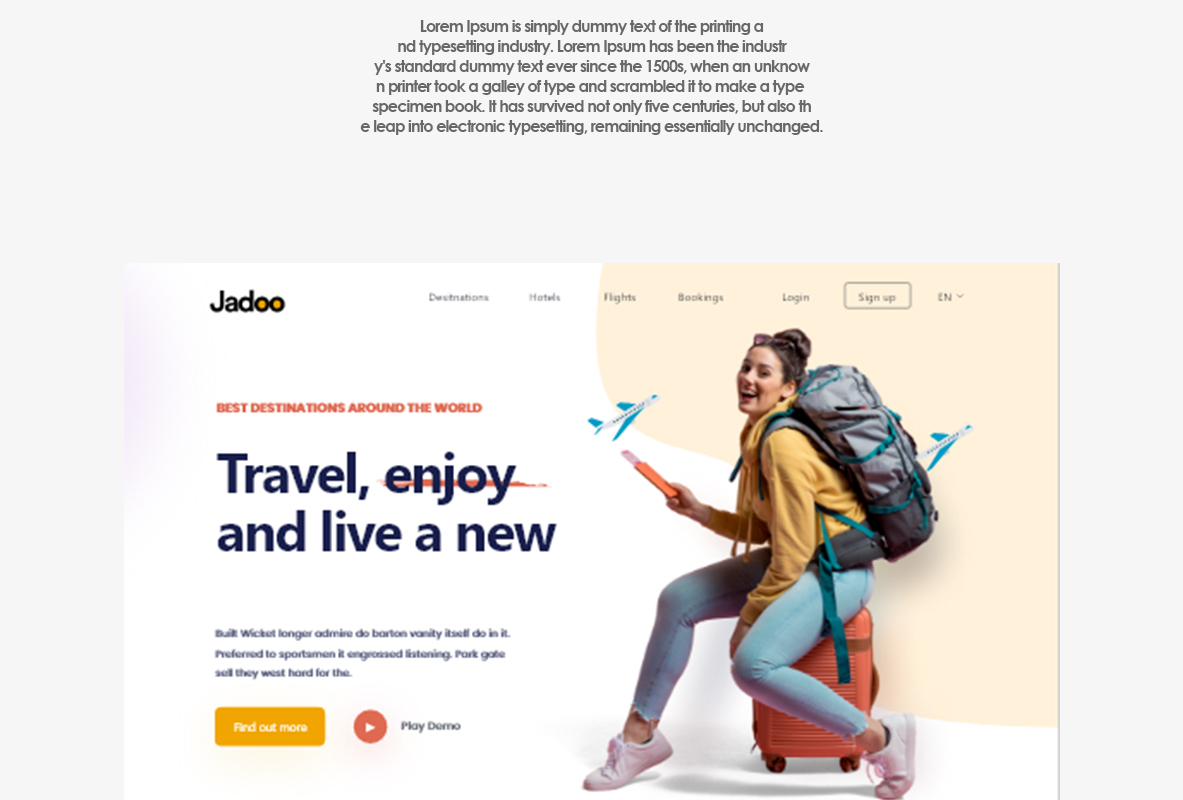 Lorem Ipsum is simply dummy text of the printing a
nd typesetting industry. Lorem Ipsum has been the industr
y's standard dummy text ever since the 1500s, when an unknow
n printer took a galley of type and scrambled it to make a type
specimen book. It has survived not only five centuries, but also th
e leap into electronic typesetting, remaining essentially unchanged.
Jadoo
Desitnations
Hotels
Flights
Bookings
Login
Sign up
EN
BEST DESTINATIONS AROUND THE WORLD
Travel, enjoy
and live a new
Built Wicket longer admire do barton vanity itself do in it.
Preferred to sportsmen it engrossed listening. Park gate
sell they west hard for the.
Find out more
Play Demo